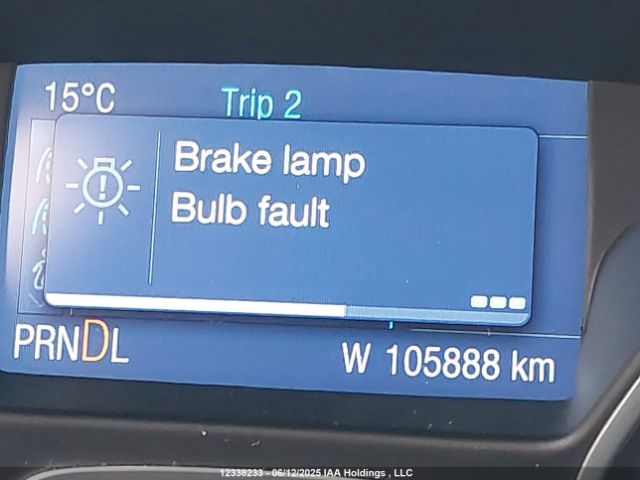 15°C Trip 2
Brake lamp
Bulb fault
PRNDL W 105888 km
12338233 - 06/12/2025 IAA Holdings , LLC